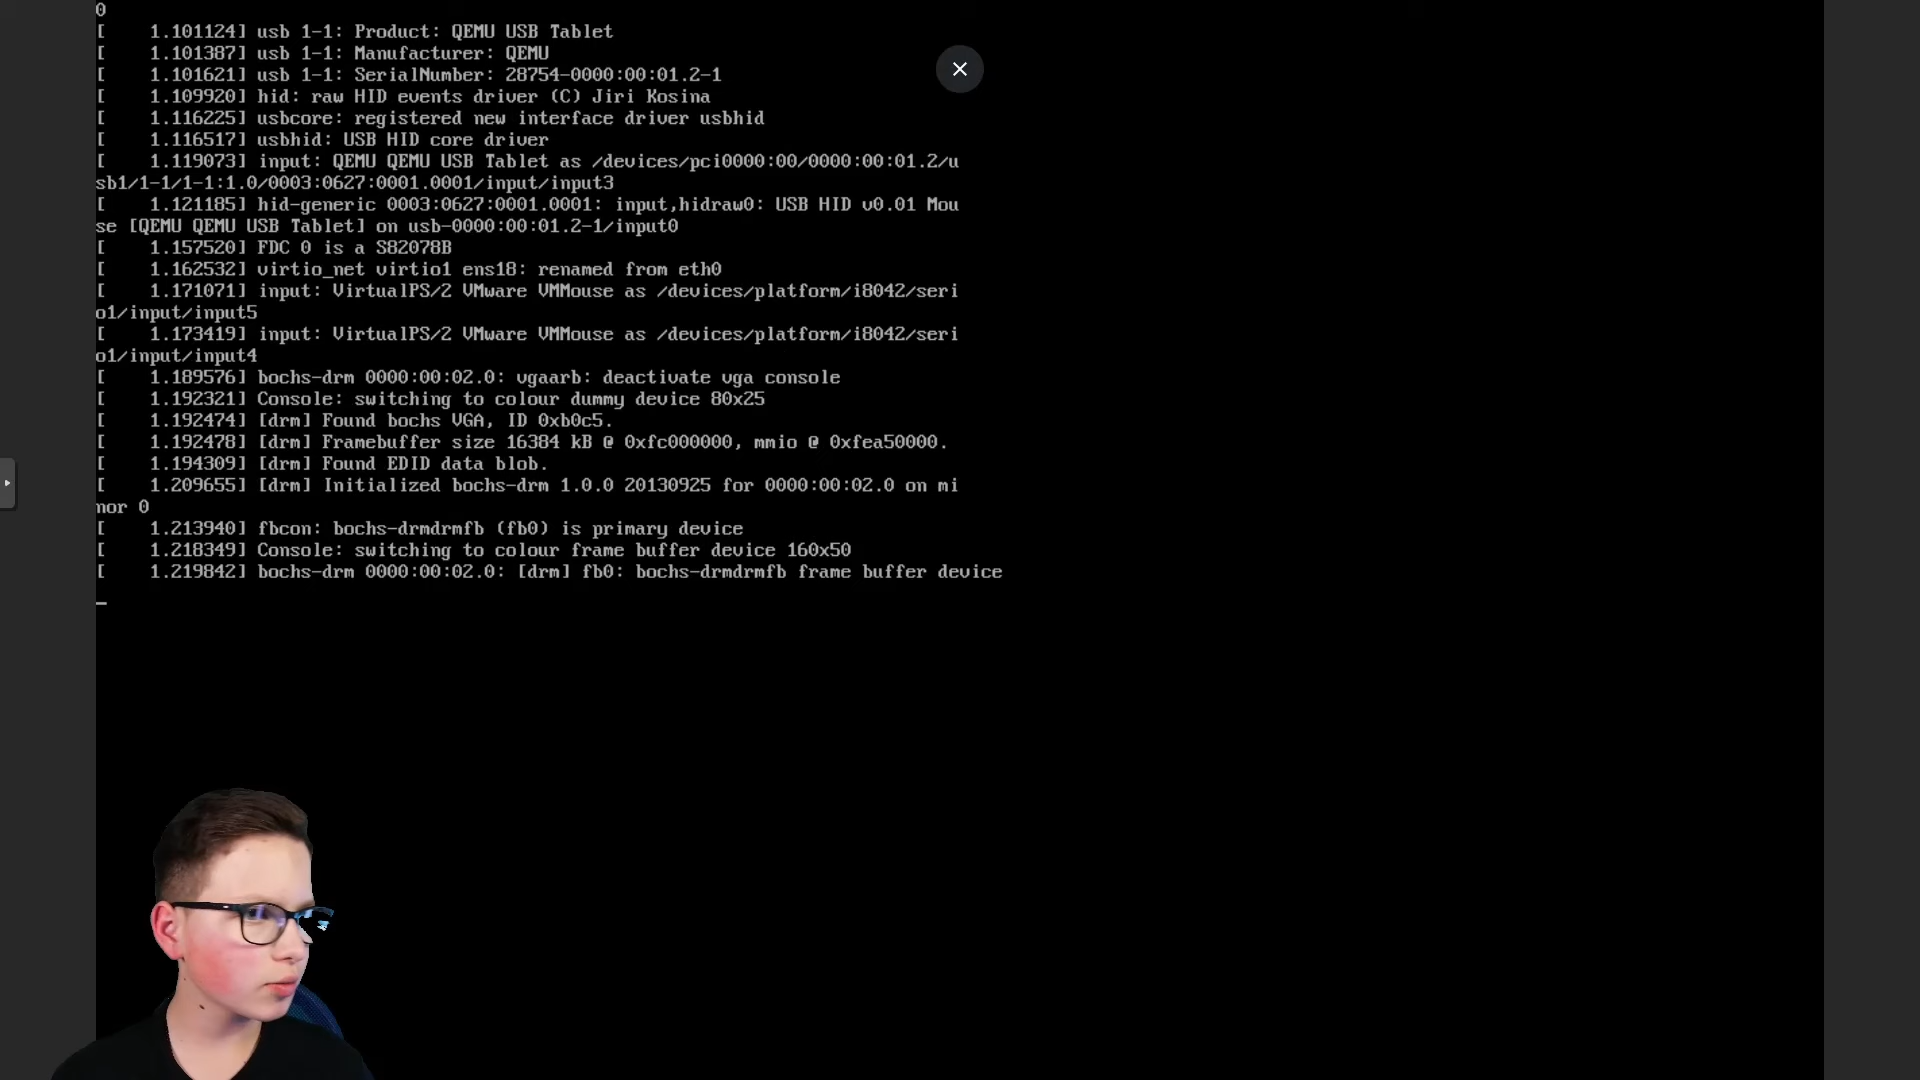 0
[    1.101124] usb 1-1: Product: QEMU USB Tablet
[    1.101387] usb 1-1: Manufacturer: QEMU
[    1.101621] usb 1-1: SerialNumber: 28754-0000:00:01.2-1
[    1.109920] hid: raw HID events driver (C) Jiri Kosina
[    1.116225] usbcore: registered new interface driver usbhid
[    1.116517] usbhid: USB HID core driver
[    1.119073] input: QEMU QEMU USB Tablet as /devices/pci0000:00/0000:00:01.2/u
sb1/1-1/1-1:1.0/0003:0627:0001.0001/input/input3
[    1.121185] hid-generic 0003:0627:0001.0001: input,hidraw0: USB HID v0.01 Mou
se [QEMU QEMU USB Tablet] on usb-0000:00:01.2-1/input0
[    1.157520] FDC 0 is a S82078B
[    1.162532] virtio_net virtio1 ens18: renamed from eth0
[    1.171071] input: VirtualPS/2 VMware VMMouse as /devices/platform/i8042/seri
o1/input/input5
[    1.173419] input: VirtualPS/2 VMware VMMouse as /devices/platform/i8042/seri
o1/input/input4
[    1.189576] bochs-drm 0000:00:02.0: vgaarb: deactivate vga console
[    1.192321] Console: switching to colour dummy device 80x25
[    1.192474] [drm] Found bochs VGA, ID 0xb0c5.
[    1.192478] [drm] Framebuffer size 16384 kB @ 0xfc000000, mmio @ 0xfea50000.
[    1.194309] [drm] Found EDID data blob.
[    1.209655] [drm] Initialized bochs-drm 1.0.0 20130925 for 0000:00:02.0 on mi
nor 0
[    1.213940] fbcon: bochs-drmdrmfb (fb0) is primary device
[    1.218349] Console: switching to colour frame buffer device 160x50
[    1.219842] bochs-drm 0000:00:02.0: [drm] fb0: bochs-drmdrmfb frame buffer device